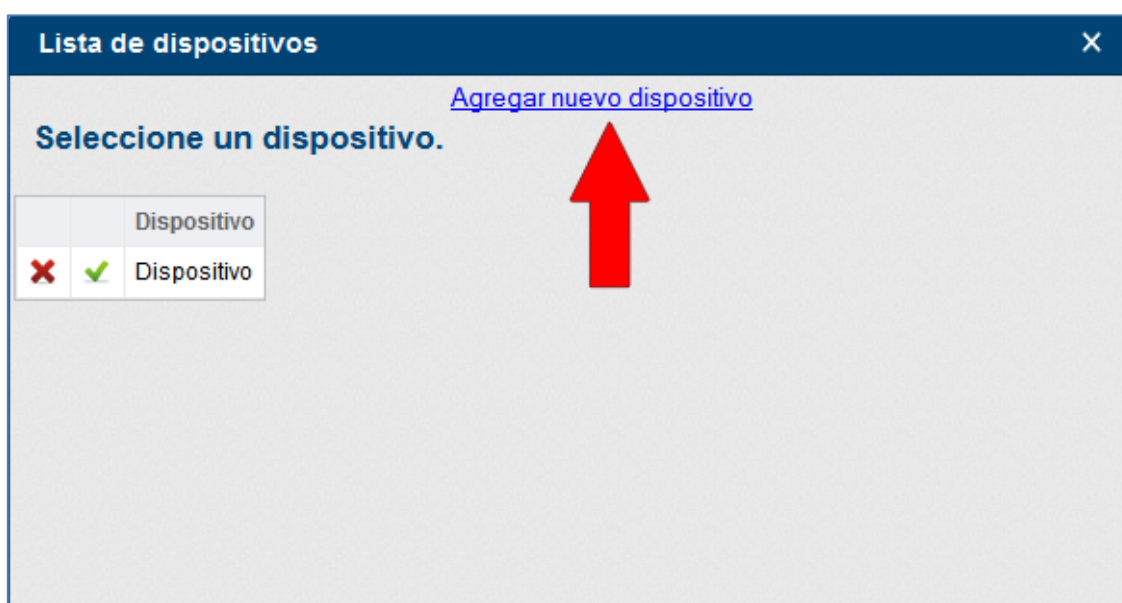 Lista de dispositivos
Agregar nuevo dispositivo
Seleccione un dispositivo.
Dispositivo
Dispositivo